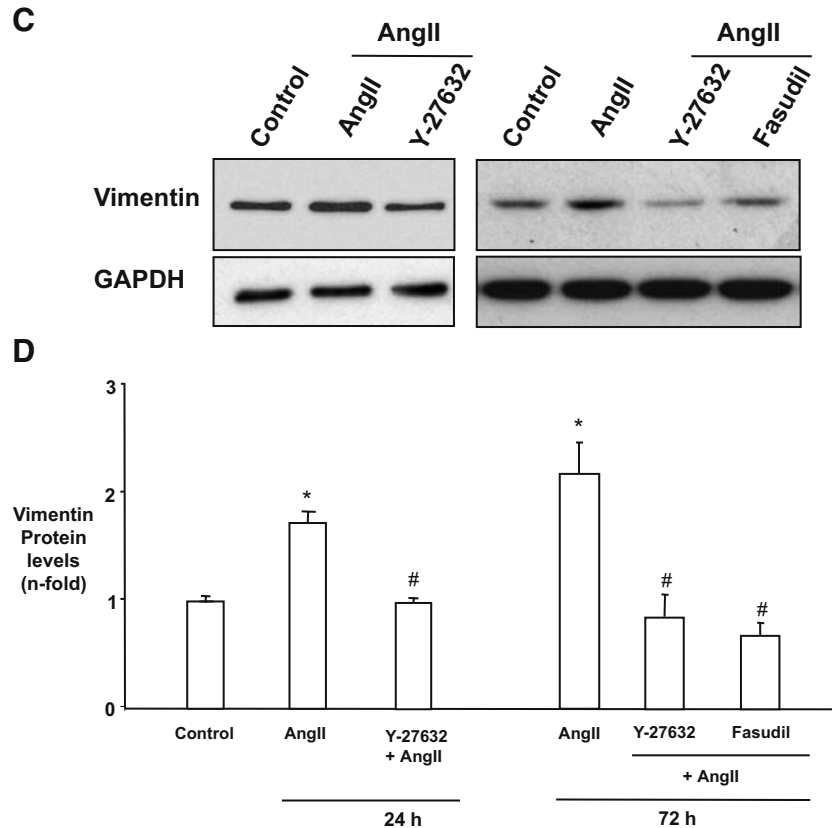 C
AngII
AngII
Control
AngII
Y-27632
Control
AngII
Y-27632
Fasudil
Vimentin
GAPDH
D
3
2
1
0
Vimentin
Protein
levels
(n-fold)
*
#
*
#
#
Control
AngII
Y-27632
+ AngII
AngII
Y-27632
Fasudil
+ AngII
24 h
72 h